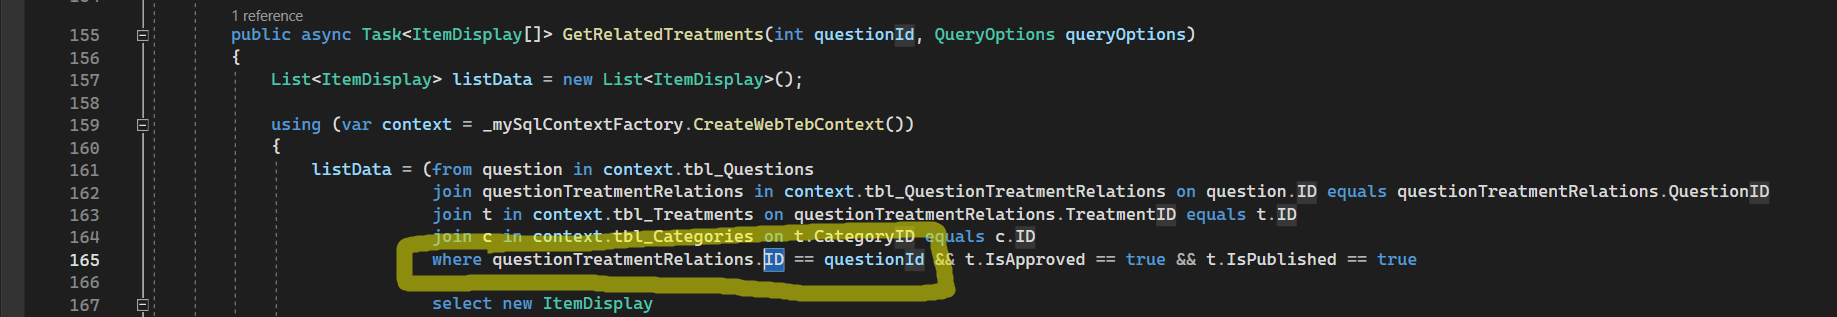 1 reference
155 public async Task<ItemDisplay[]> GetRelatedTreatments(int questionId, QueryOptions queryOptions)
156 {
157 List<ItemDisplay> listData = new List<ItemDisplay>();
158
159 using (var context = _mySqlContextFactory.CreateWebTebContext())
160 {
161 listData = (from question in context.tbl_Questions
162 join questionTreatmentRelations in context.tbl_QuestionTreatmentRelations on question.ID equals questionTreatmentRelations.QuestionID
163 join t in context.tbl_Treatments on questionTreatmentRelations.TreatmentID equals t.ID
164 join c in context.tbl_Categories on t.CategoryID equals c.ID
165 where questionTreatmentRelations.ID == questionId && t.IsApproved == true && t.IsPublished == true
166
167 select new ItemDisplay